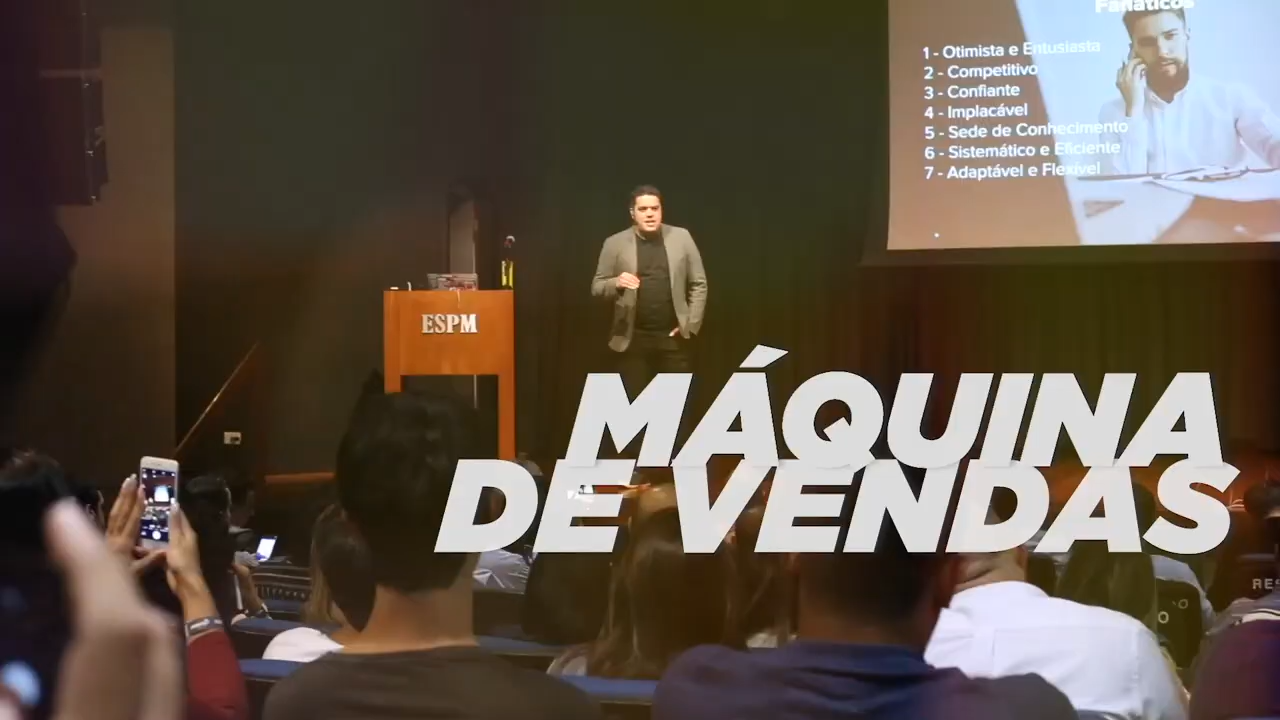 Fanáticos
1 - Otimista e Entusiasta
2 - Competitivo
3 - Confiante
4 - Implacável
5 - Sede de Conhecimento
6 - Sistemático e Eficiente
7 - Adaptável e Flexível
ESPM
MÁQUINA
DE VENDAS